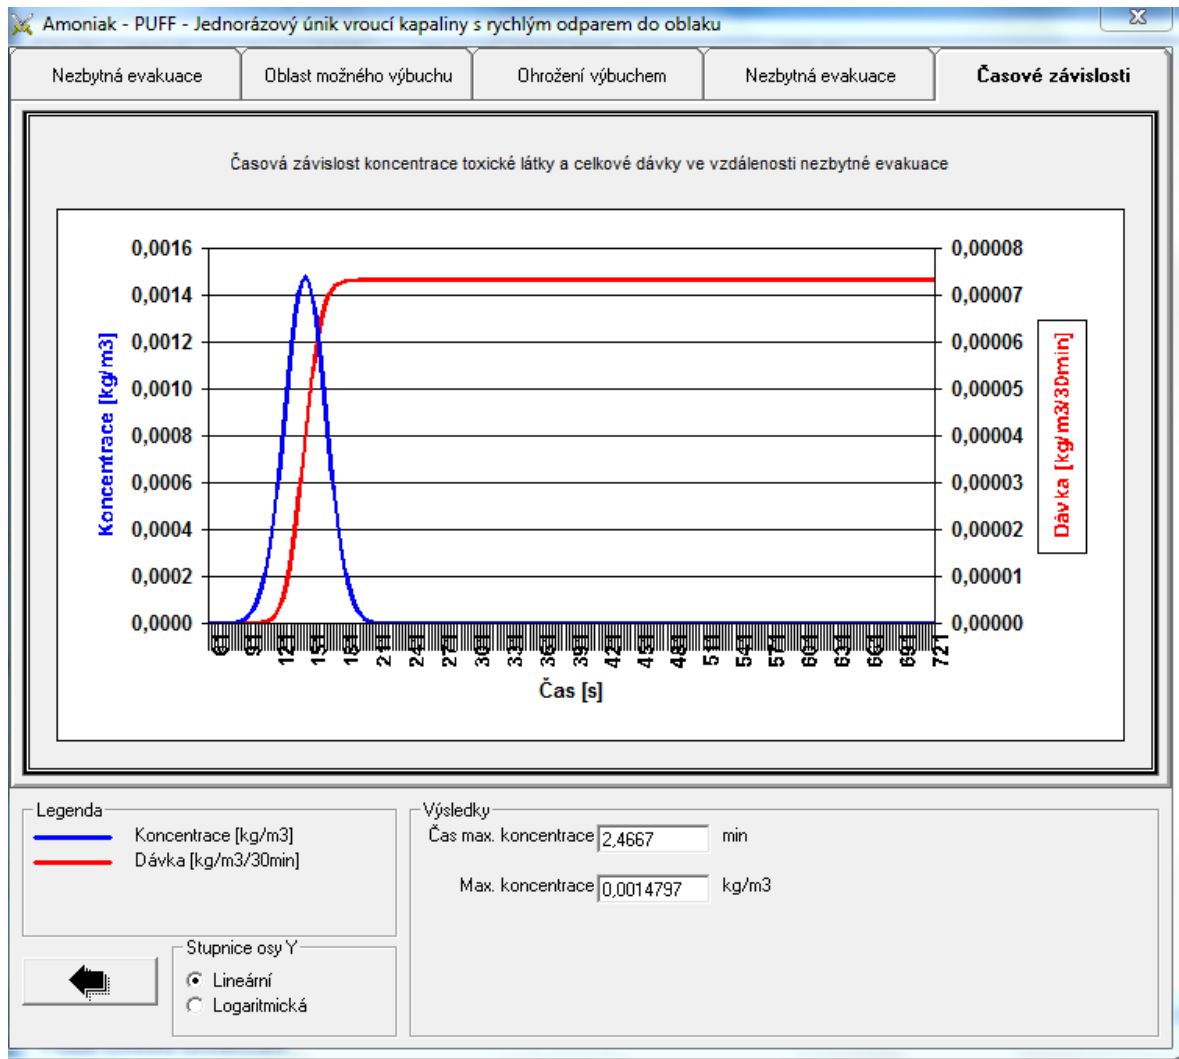 Amoniak - PUFF - Jednorázový únik vroucí kapaliny s rychlým odparem do oblaku
Nezbytná evakuace
Oblast možného výbuchu
Ohrožení výbuchem
Nezbytná evakuace
Časové závislosti
Časová závislost koncentrace toxické látky a celkové dávky ve vzdálenosti nezbytné evakuace
Koncentrace [kg/m3]
0,0016
0,0014
0,0012
0,0010
0,0008
0,0006
0,0004
0,0002
0,0000
0,00008
0,00007
0,00006
0,00005
0,00004
0,00003
0,00002
0,00001
0,00000
Dávka [kg/m3/30min]
61 91 121 151 181 211 241 271 301 331 361 391 421 451 481 511 541 571 601 631 661 691 721
Čas [s]
Legenda
Koncentrace [kg/m3]
Dávka [kg/m3/30min]
Stupnice osy Y
Lineární
Logaritmická
Výsledky
Čas max. koncentrace 2,4667 min
Max. koncentrace 0,0014797 kg/m3